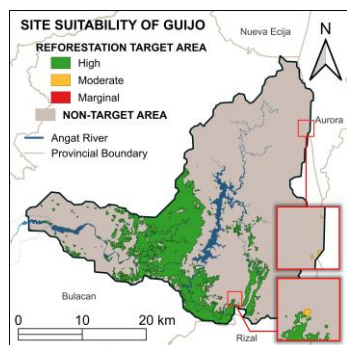 SITE SUITABILITY OF GUIJO
REFORESTATION TARGET AREA
High
Moderate
Marginal
NON-TARGET AREA
Angat River
Provincial Boundary
Nueva Ecija
N
Aurora
Bulacan
Rizal
0 10 20 km